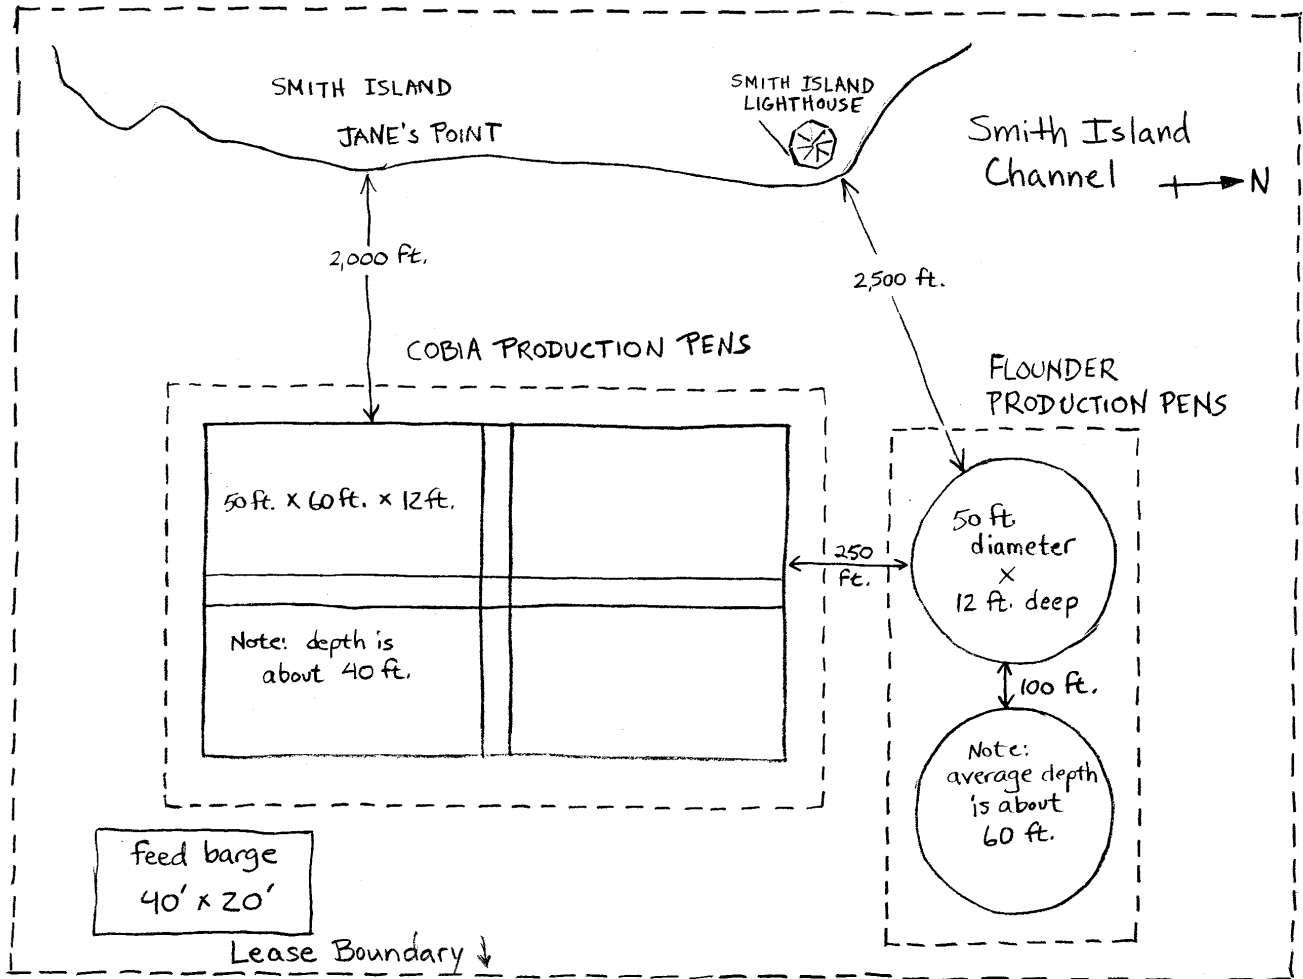 SMITH ISLAND
JANE'S POINT
SMITH ISLAND
LIGHTHOUSE
Smith Island
Channel
N
2,000 ft.
2,500 ft.
COBIA PRODUCTION PENS
FLOUNDER
PRODUCTION PENS
50 ft. x 60 ft. x 12 ft.
Note: depth is
about 40 ft.
250
ft.
50 ft.
diameter
x
12 ft. deep
100 ft.
Note:
average depth
is about
60 ft.
feed barge
40' x 20'
Lease Boundary